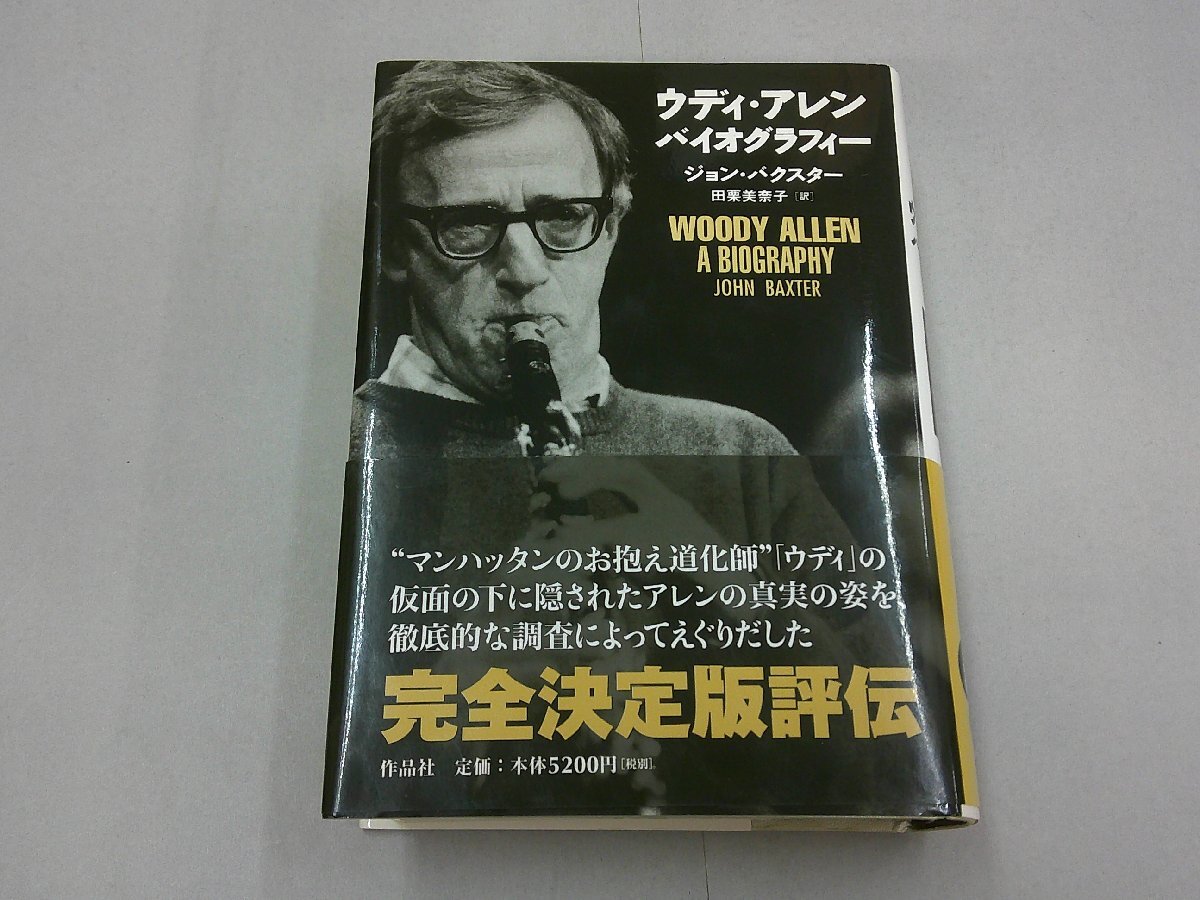 ウディ・アレン
バイオグラフィー
ジョン・バクスター
田栗美奈子［訳］
WOODY ALLEN
A BIOGRAPHY
JOHN BAXTER
“マンハッタンのお抱え道化師”「ウディ」の
仮面の下に隠されたアレンの真実の姿を
徹底的な調査によってえぐりだした
完全決定版評伝
作品社 定価：本体5200円［税別］。